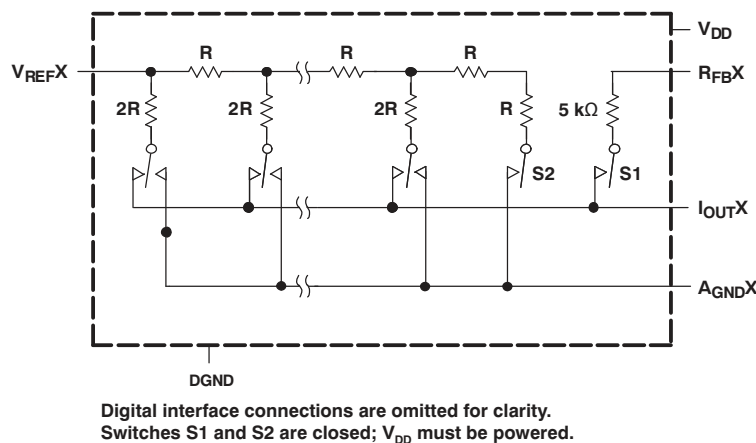 V_DD
R R R
V_REFX R_FBX
2R 2R 2R R 5 kΩ
S2 S1
I_OUTX
A_GNDX
DGND
Digital interface connections are omitted for clarity.
Switches S1 and S2 are closed; V_DD must be powered.